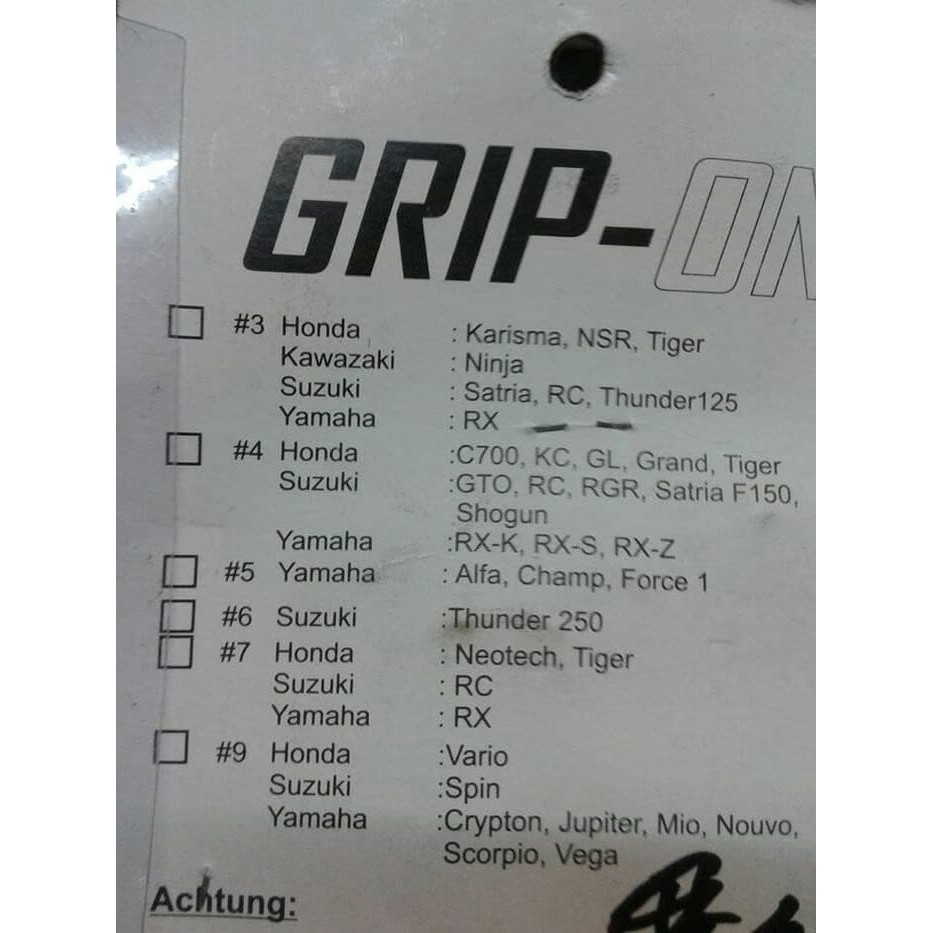 GRIP-ON
#3 Honda : Karisma, NSR, Tiger
Kawazaki : Ninja
Suzuki : Satria, RC, Thunder125
Yamaha : RX
#4 Honda :C700, KC, GL, Grand, Tiger
Suzuki :GTO, RC, RGR, Satria F150,
Shogun
Yamaha :RX-K, RX-S, RX-Z
#5 Yamaha : Alfa, Champ, Force 1
#6 Suzuki :Thunder 250
#7 Honda : Neotech, Tiger
Suzuki : RC
Yamaha : RX
#9 Honda :Vario
Suzuki :Spin
Yamaha :Crypton, Jupiter, Mio, Nouvo,
Scorpio, Vega
Achtung: